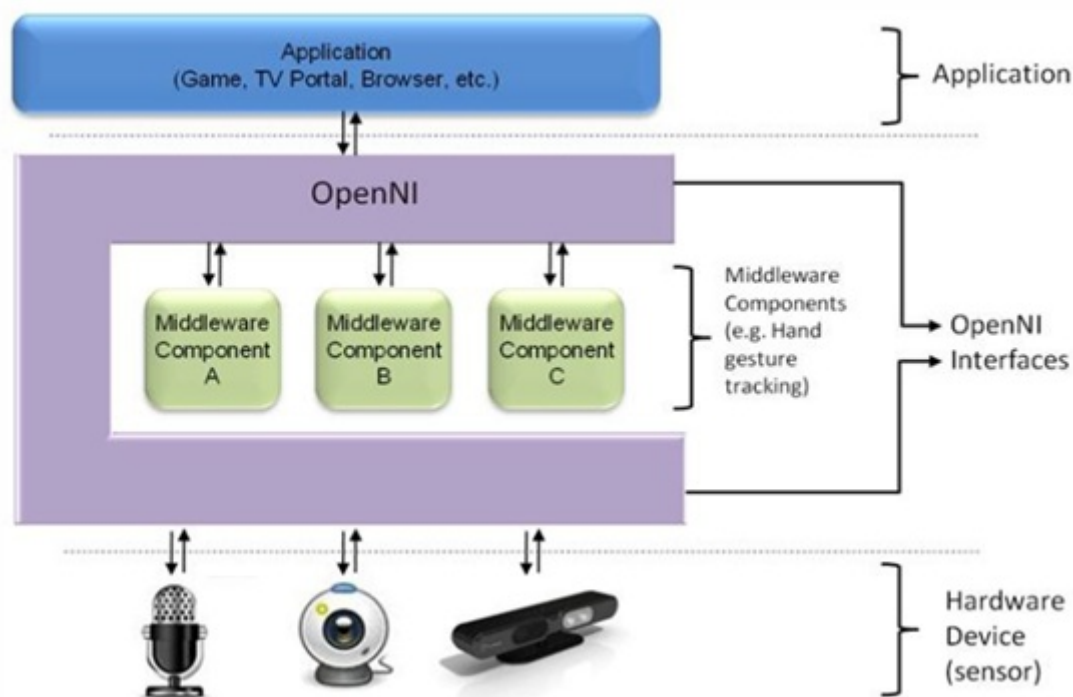 Application
(Game, TV Portal, Browser, etc.)
Application
OpenNI
Middleware
Component
A
Middleware
Component
B
Middleware
Component
C
Middleware
Components
(e.g. Hand
gesture
tracking)
OpenNI
Interfaces
Hardware
Device
(sensor)